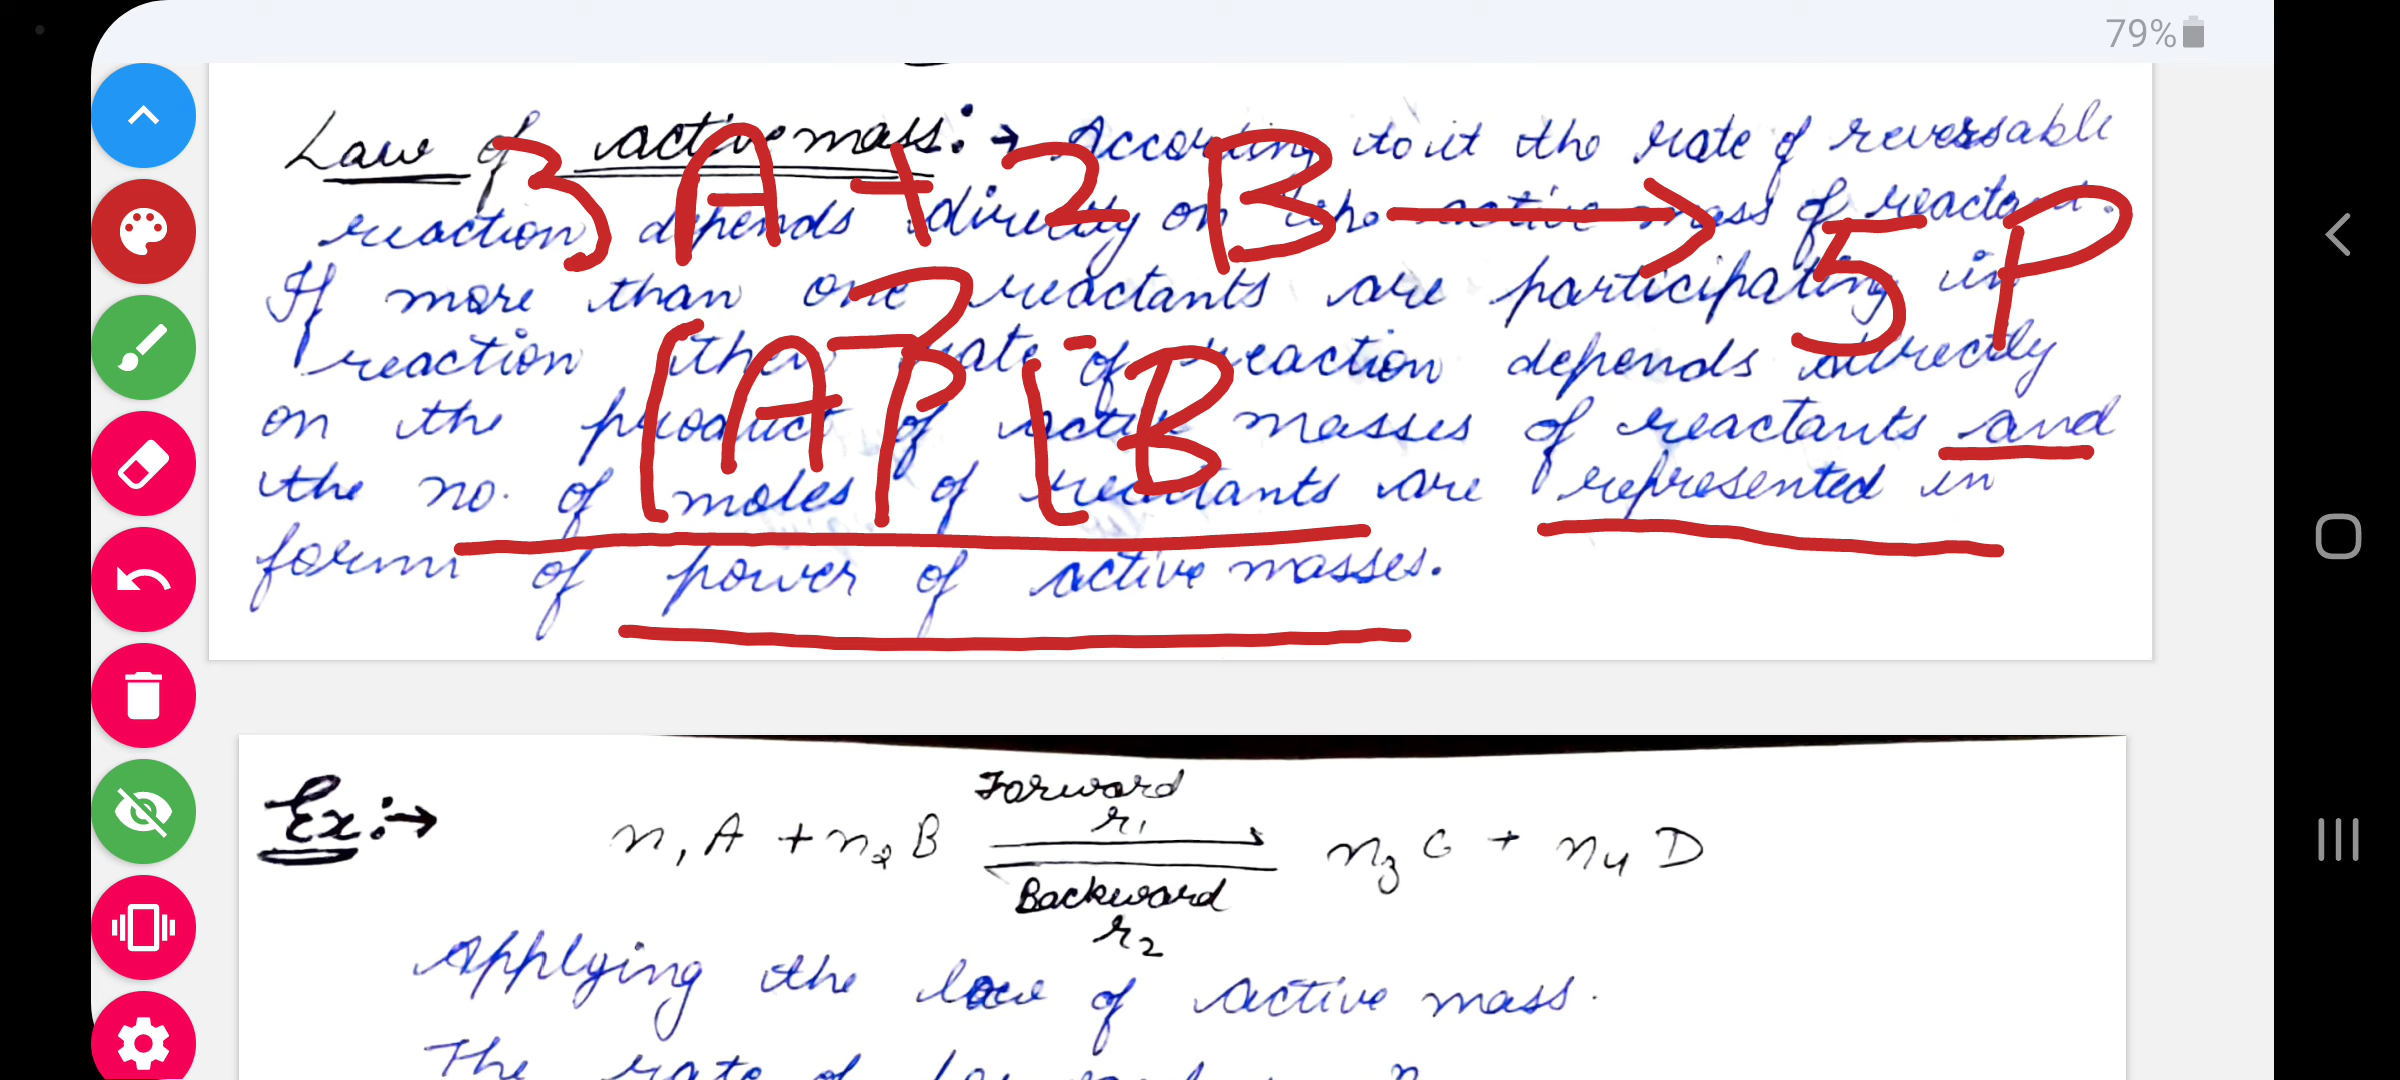 79%
Law of active mass:→ According to it the rate of reversable
reaction depends directly on the active mass of reactant.
If more than one reactants are participating in
reaction then rate of reaction depends directly
on the product of active masses of reactants and
the no. of moles of reactants are represented in
form of power of active masses.
3A + 2B → 5P
[A]³ [B
Ex:→
Forward
r₁
n₁A + n₂B ⇌ n₃C + n₄D
Backward
r₂
Applying the law of active mass.
The rate of